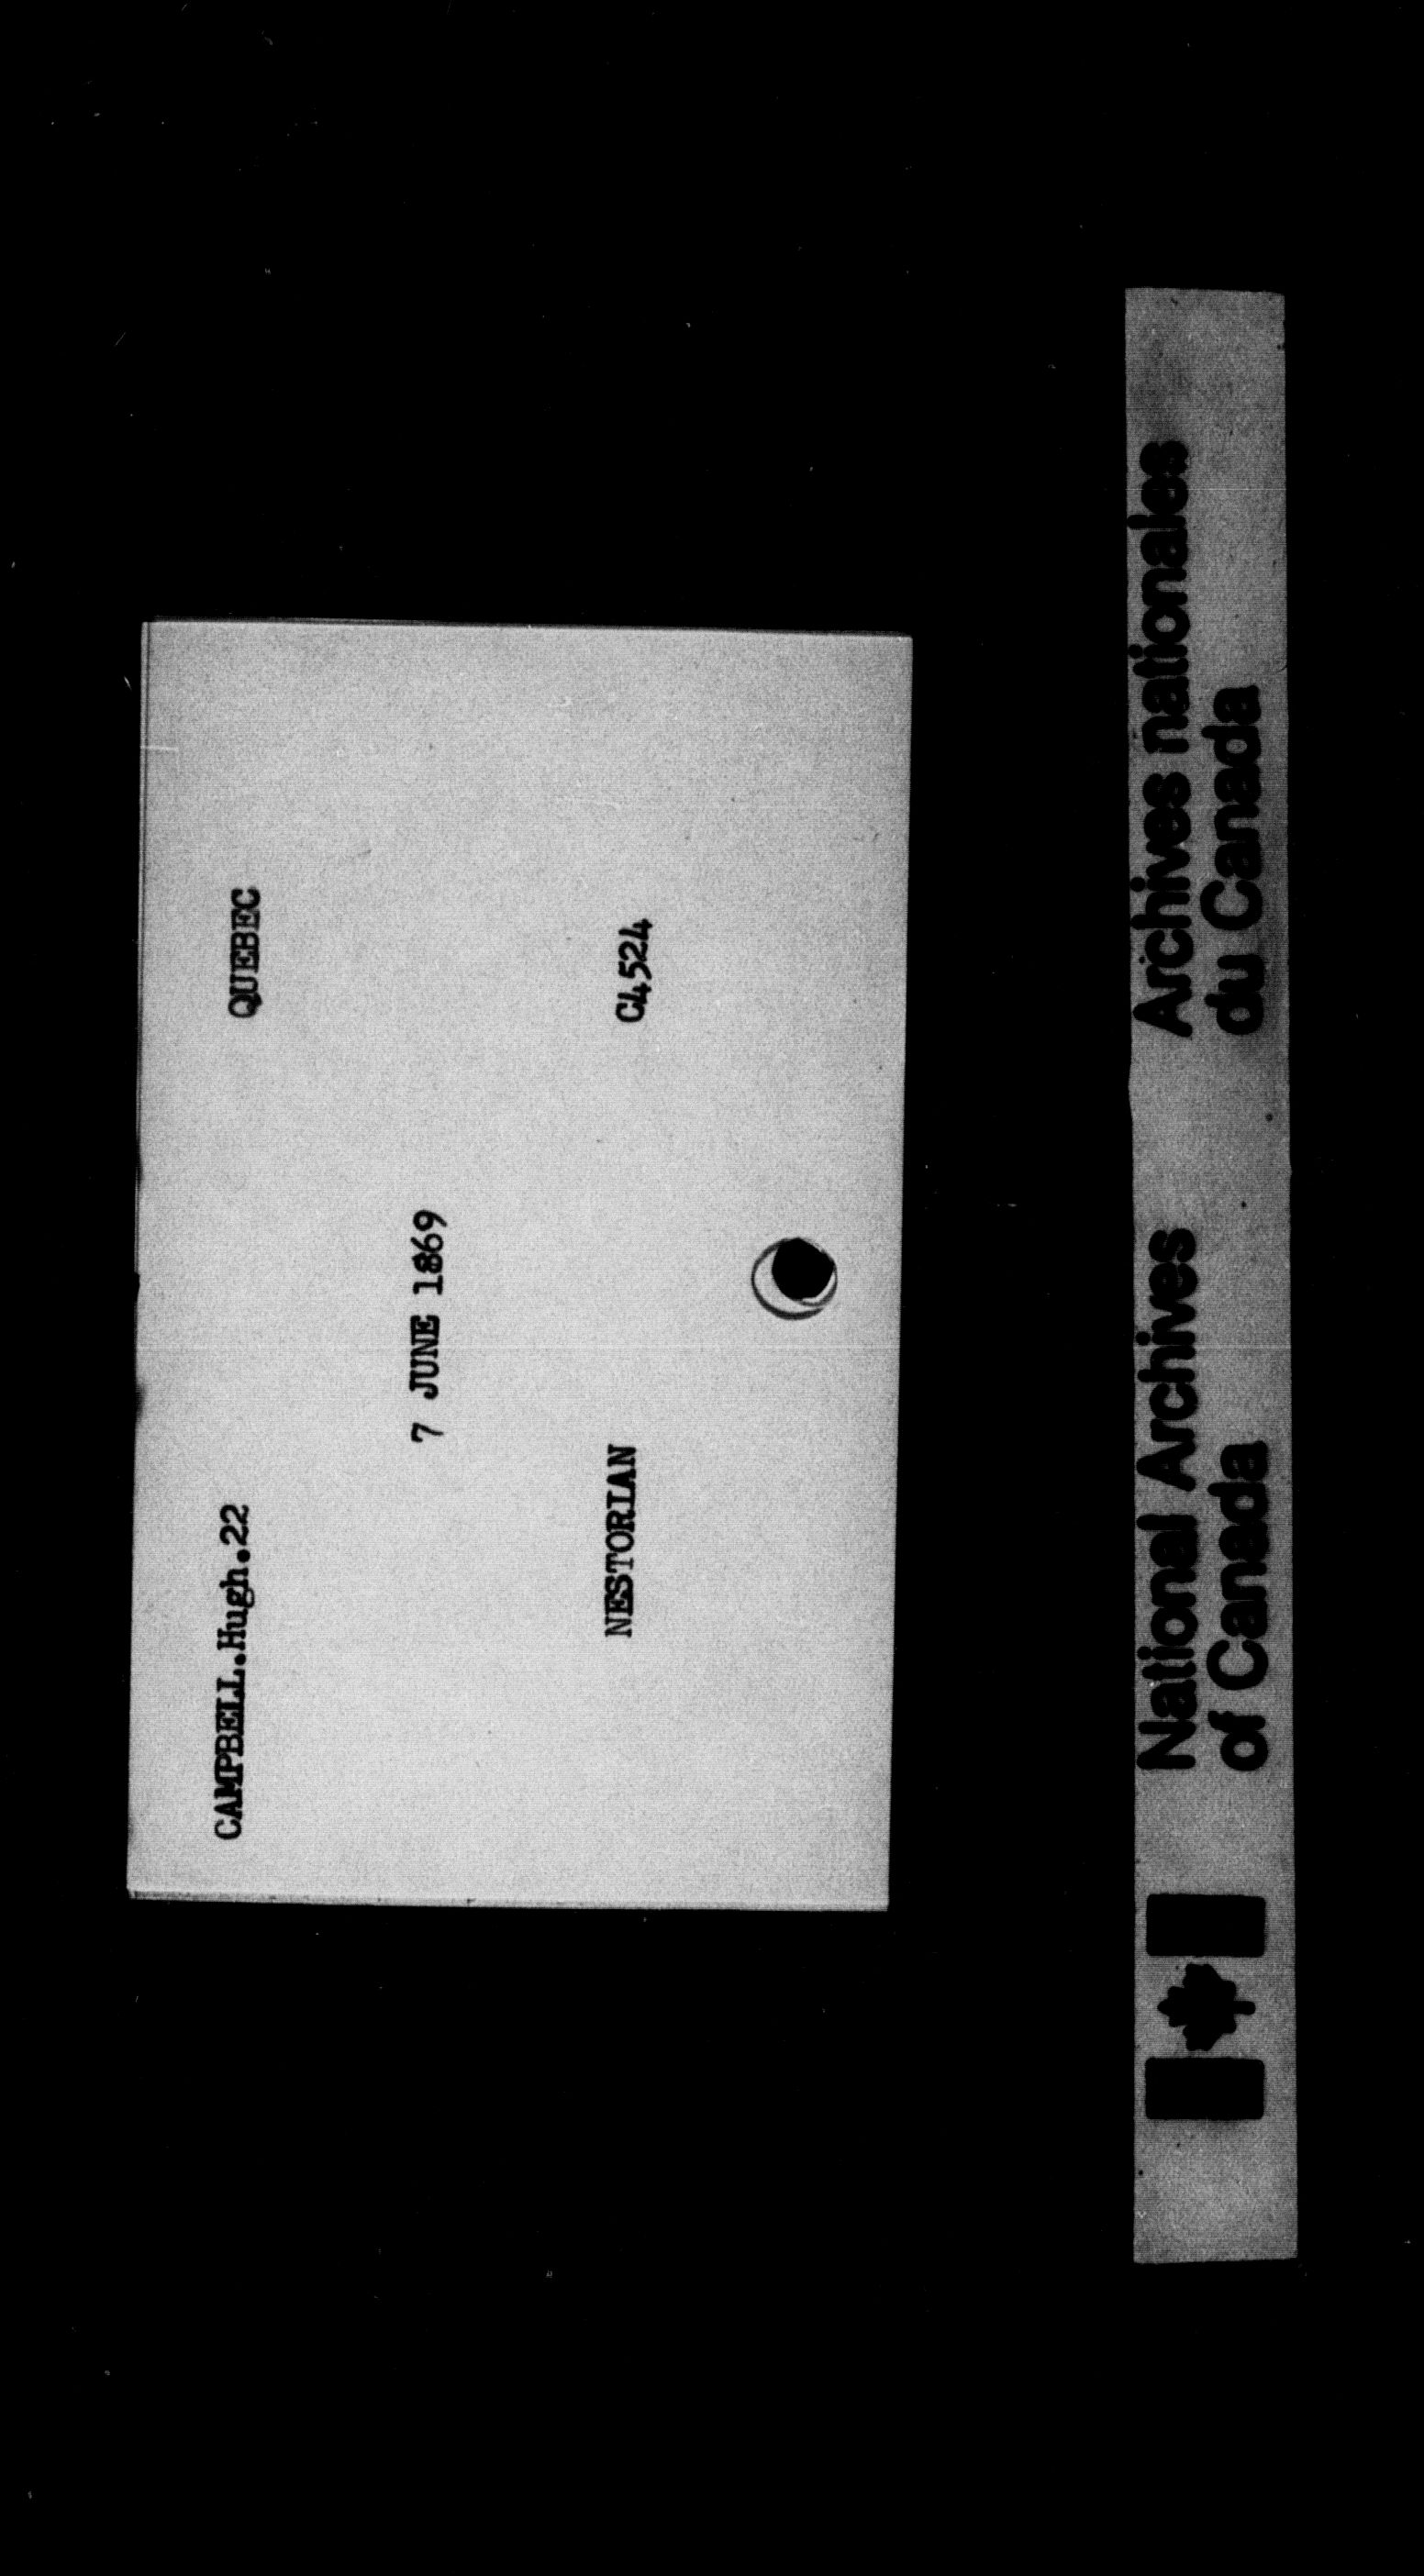 CAMPBELL.Hugh.22 QUEBEC
7 JUNE 1869
NESTORIAN C4524
National Archives
of Canada
Archives nationales
du Canada